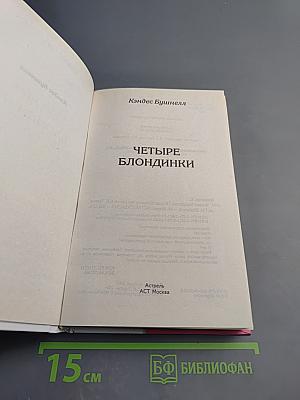 Кэндес Бушнелл
ЧЕТЫРЕ
БЛОНДИНКИ
Астрель
АСТ Москва
15 см
БФ БИБЛИОФАН